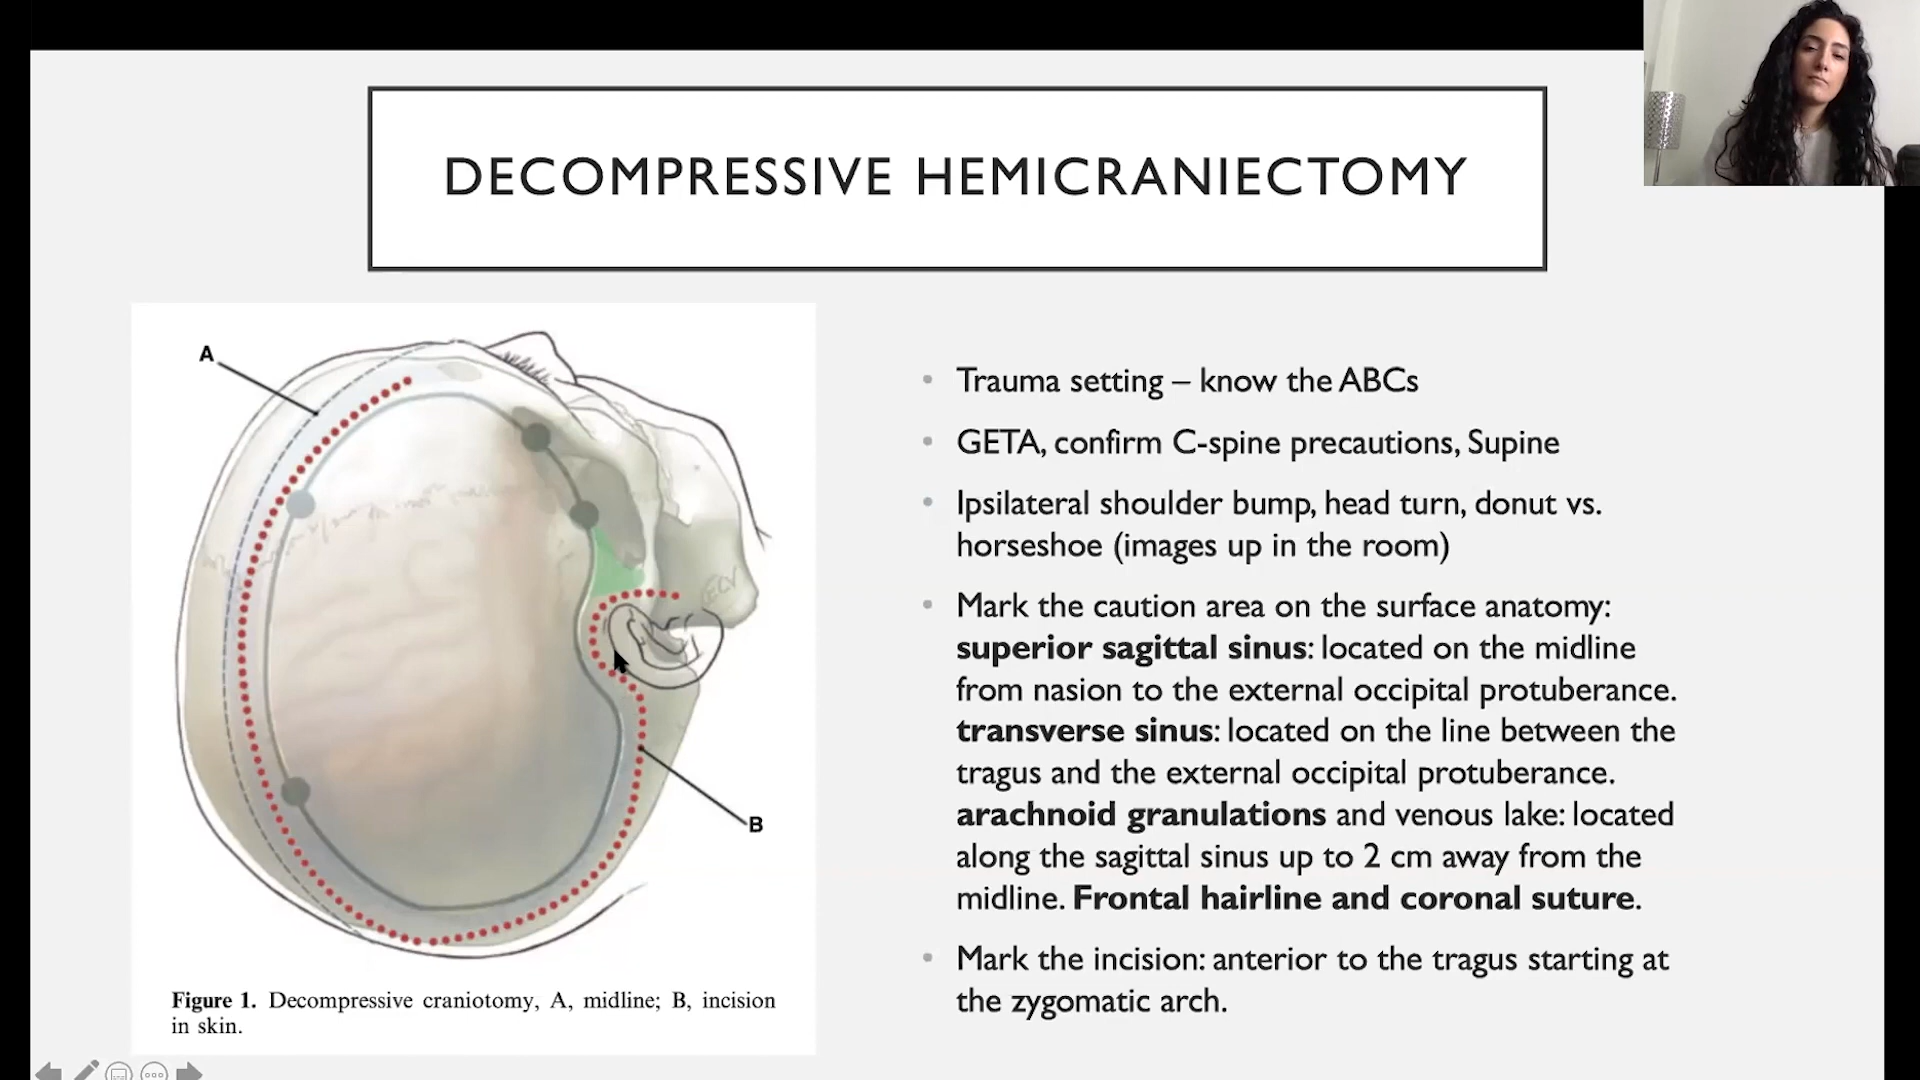 DECOMPRESSIVE HEMICRANIECTOMY
A
B
ECV
Figure 1. Decompressive craniotomy, A, midline; B, incision
in skin.
• Trauma setting – know the ABCs
• GETA, confirm C-spine precautions, Supine
• Ipsilateral shoulder bump, head turn, donut vs.
horseshoe (images up in the room)
• Mark the caution area on the surface anatomy:
superior sagittal sinus: located on the midline
from nasion to the external occipital protuberance.
transverse sinus: located on the line between the
tragus and the external occipital protuberance.
arachnoid granulations and venous lake: located
along the sagittal sinus up to 2 cm away from the
midline. Frontal hairline and coronal suture.
• Mark the incision: anterior to the tragus starting at
the zygomatic arch.